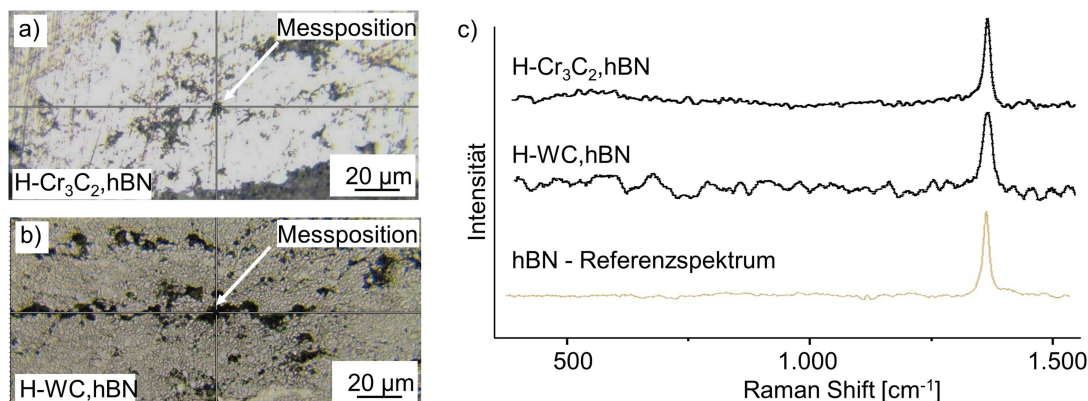 a)
Messposition
H-Cr₃C₂,hBN
20 µm
b)
Messposition
H-WC,hBN
20 µm
c)
H-Cr₃C₂,hBN
H-WC,hBN
hBN - Referenzspektrum
Intensität
500
1.000
1.500
Raman Shift [cm⁻¹]